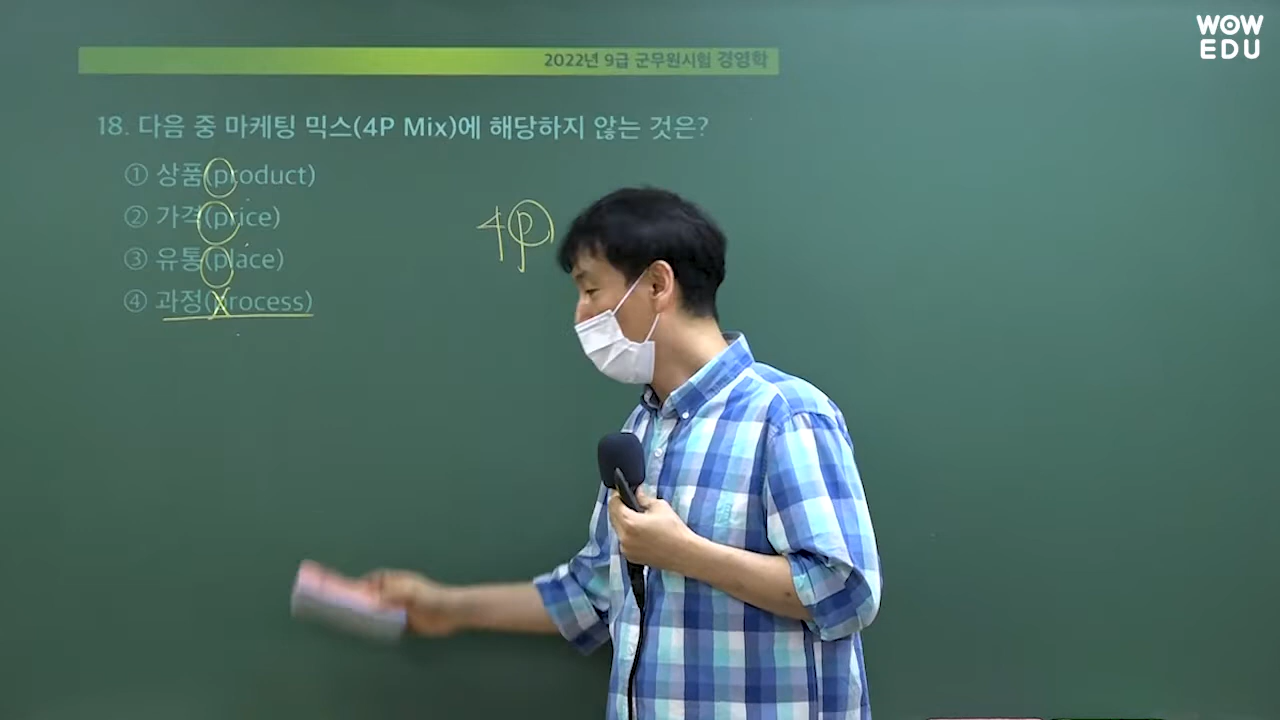 WOW
EDU
2022년 9급 군무원시험 경영학
18. 다음 중 마케팅 믹스(4P Mix)에 해당하지 않는 것은?
① 상품(product)
② 가격(price)
③ 유통(place)
④ 과정(process)
4P